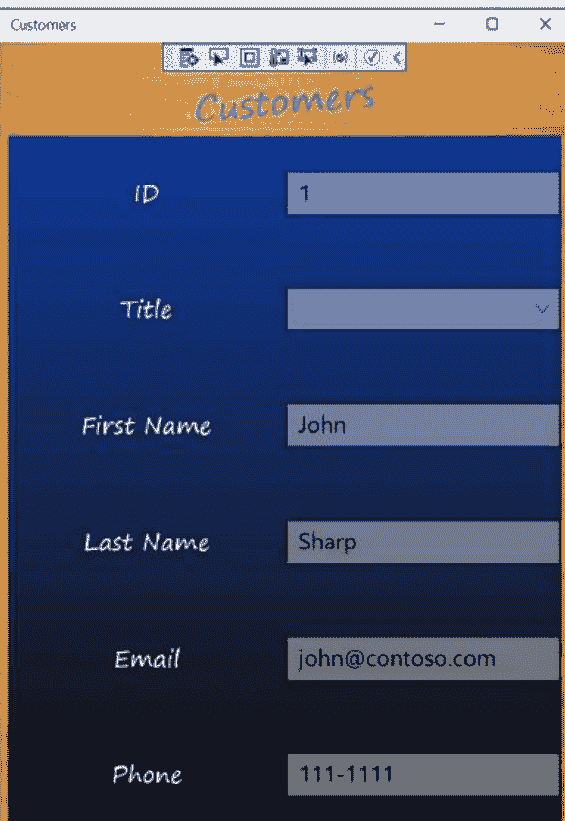 Customers
Customers
ID 1
Title
First Name John
Last Name Sharp
Email john@contoso.com
Phone 111-1111